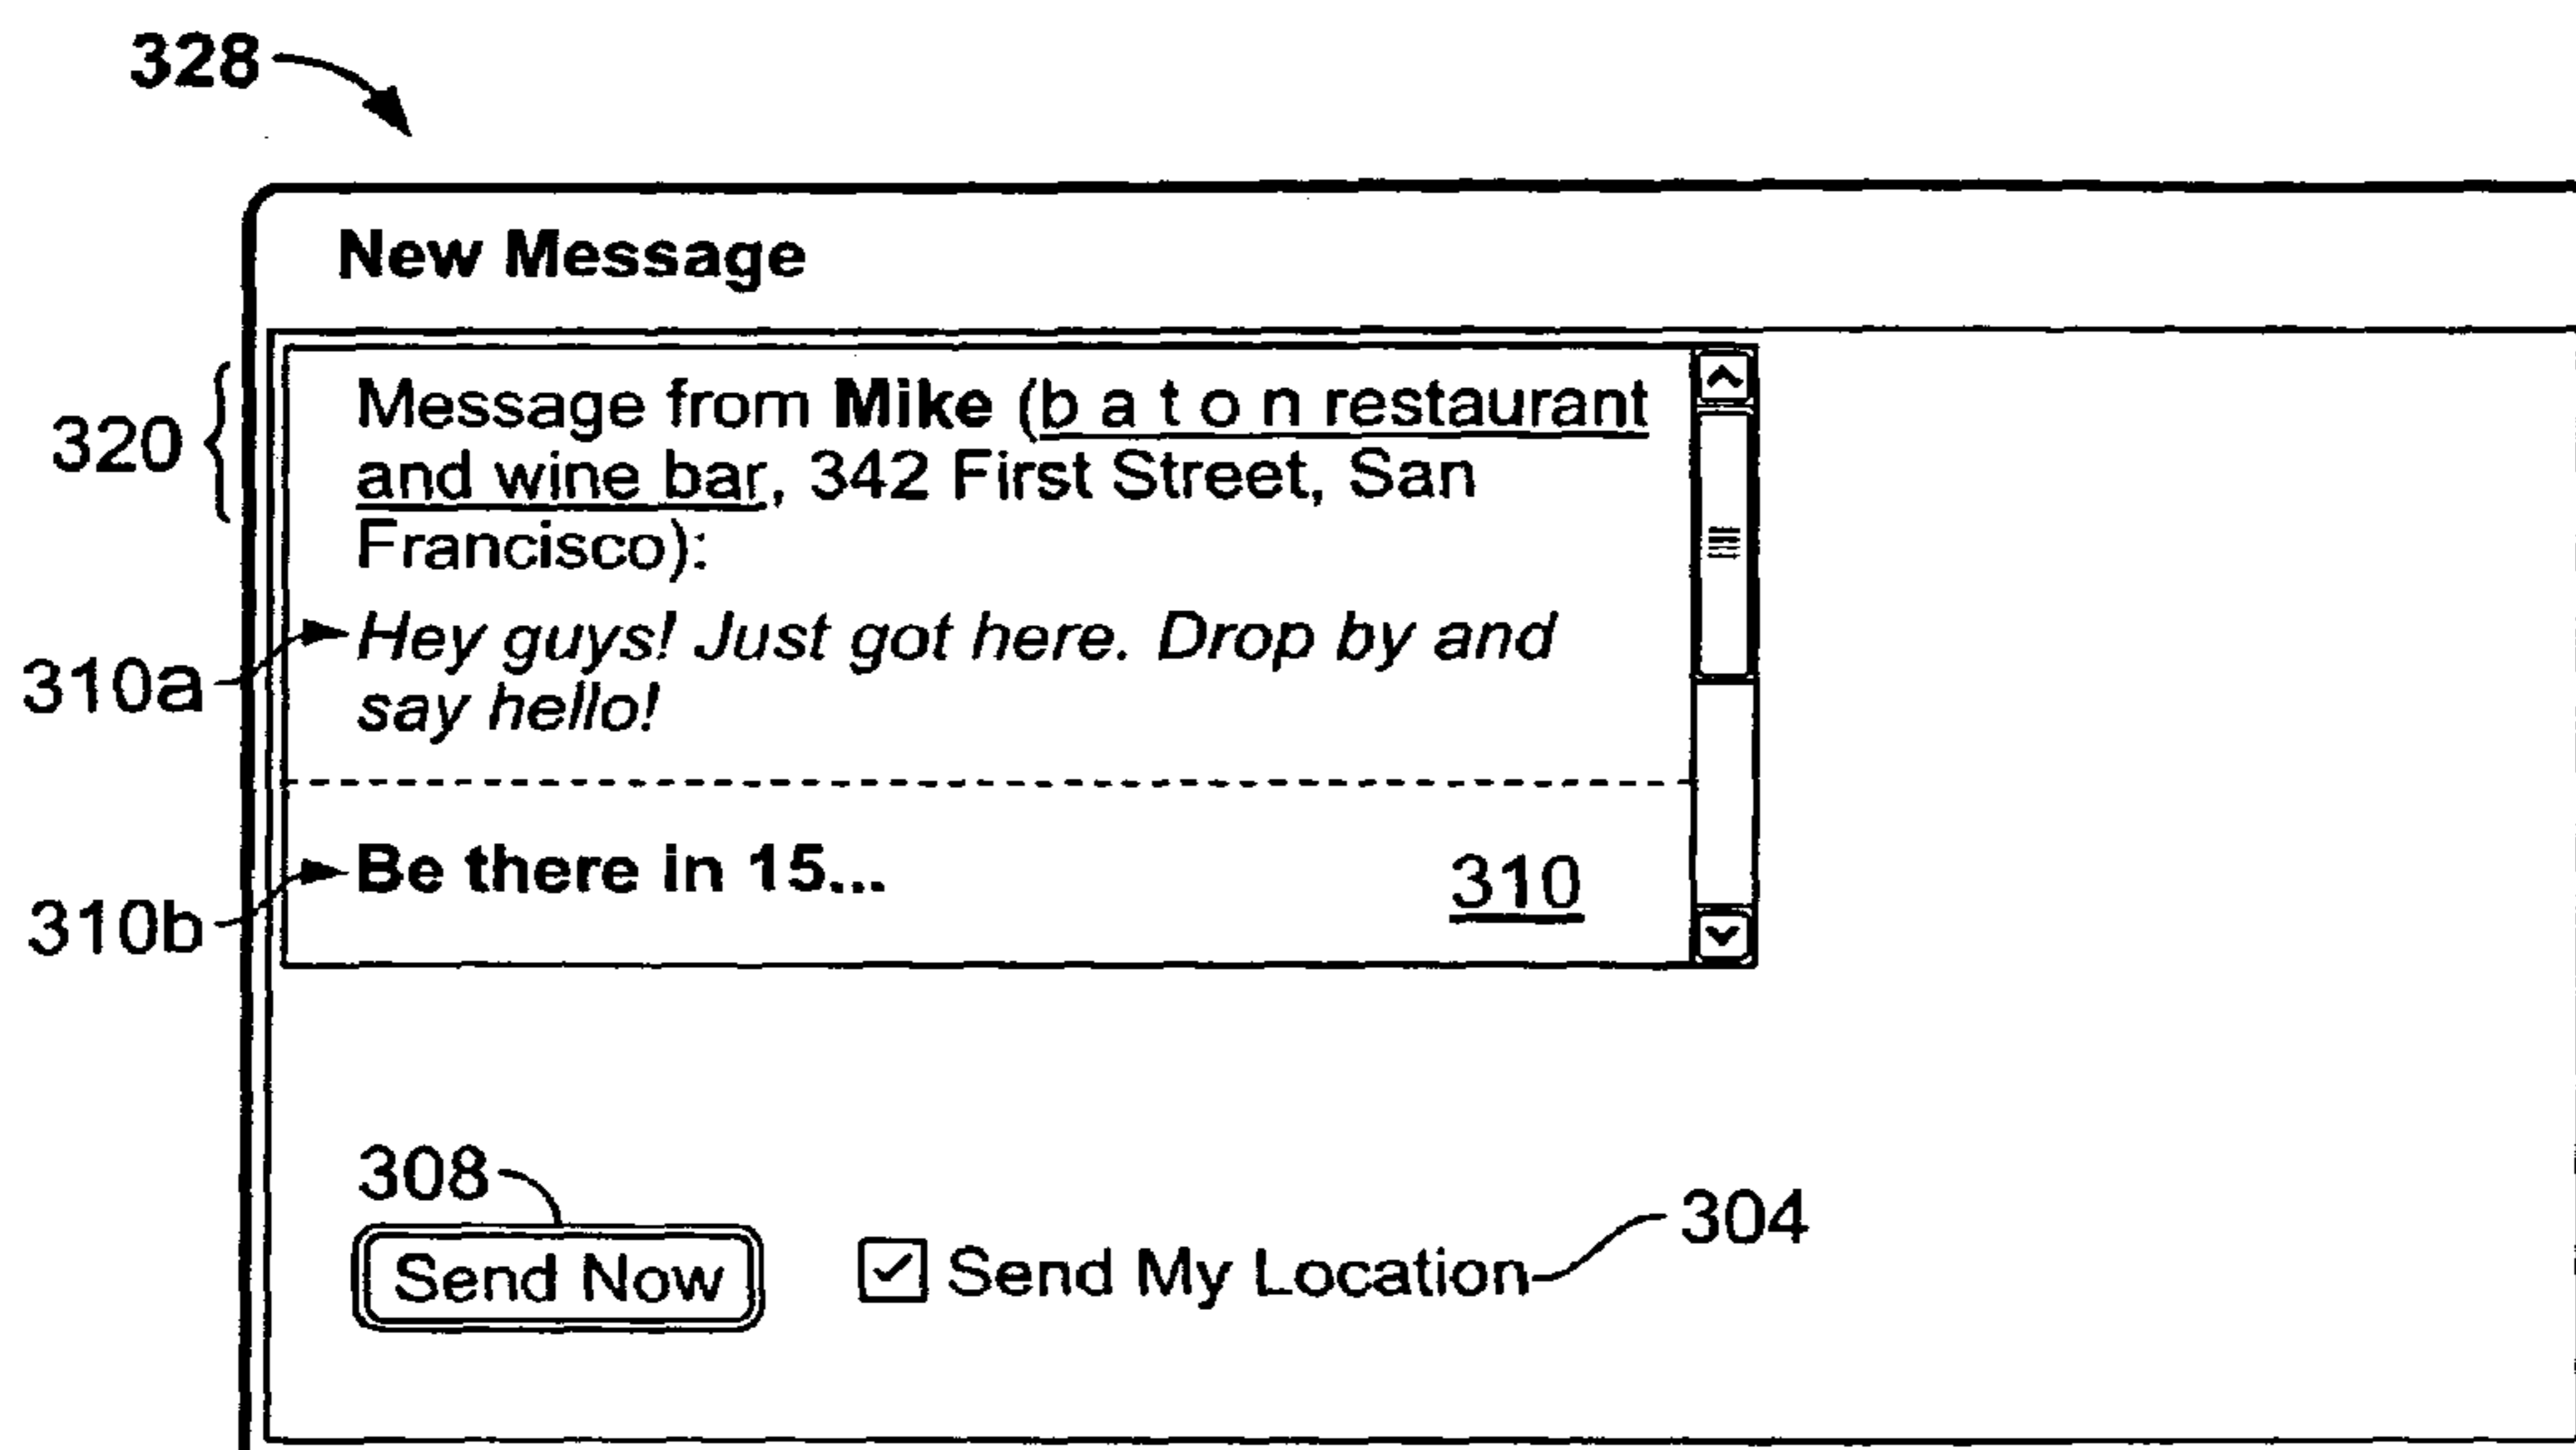 328
New Message
320
Message from Mike (b a t o n restaurant
and wine bar, 342 First Street, San
Francisco):
310a
Hey guys! Just got here. Drop by and
say hello!
310b
Be there in 15...
310
308
Send Now
Send My Location
304